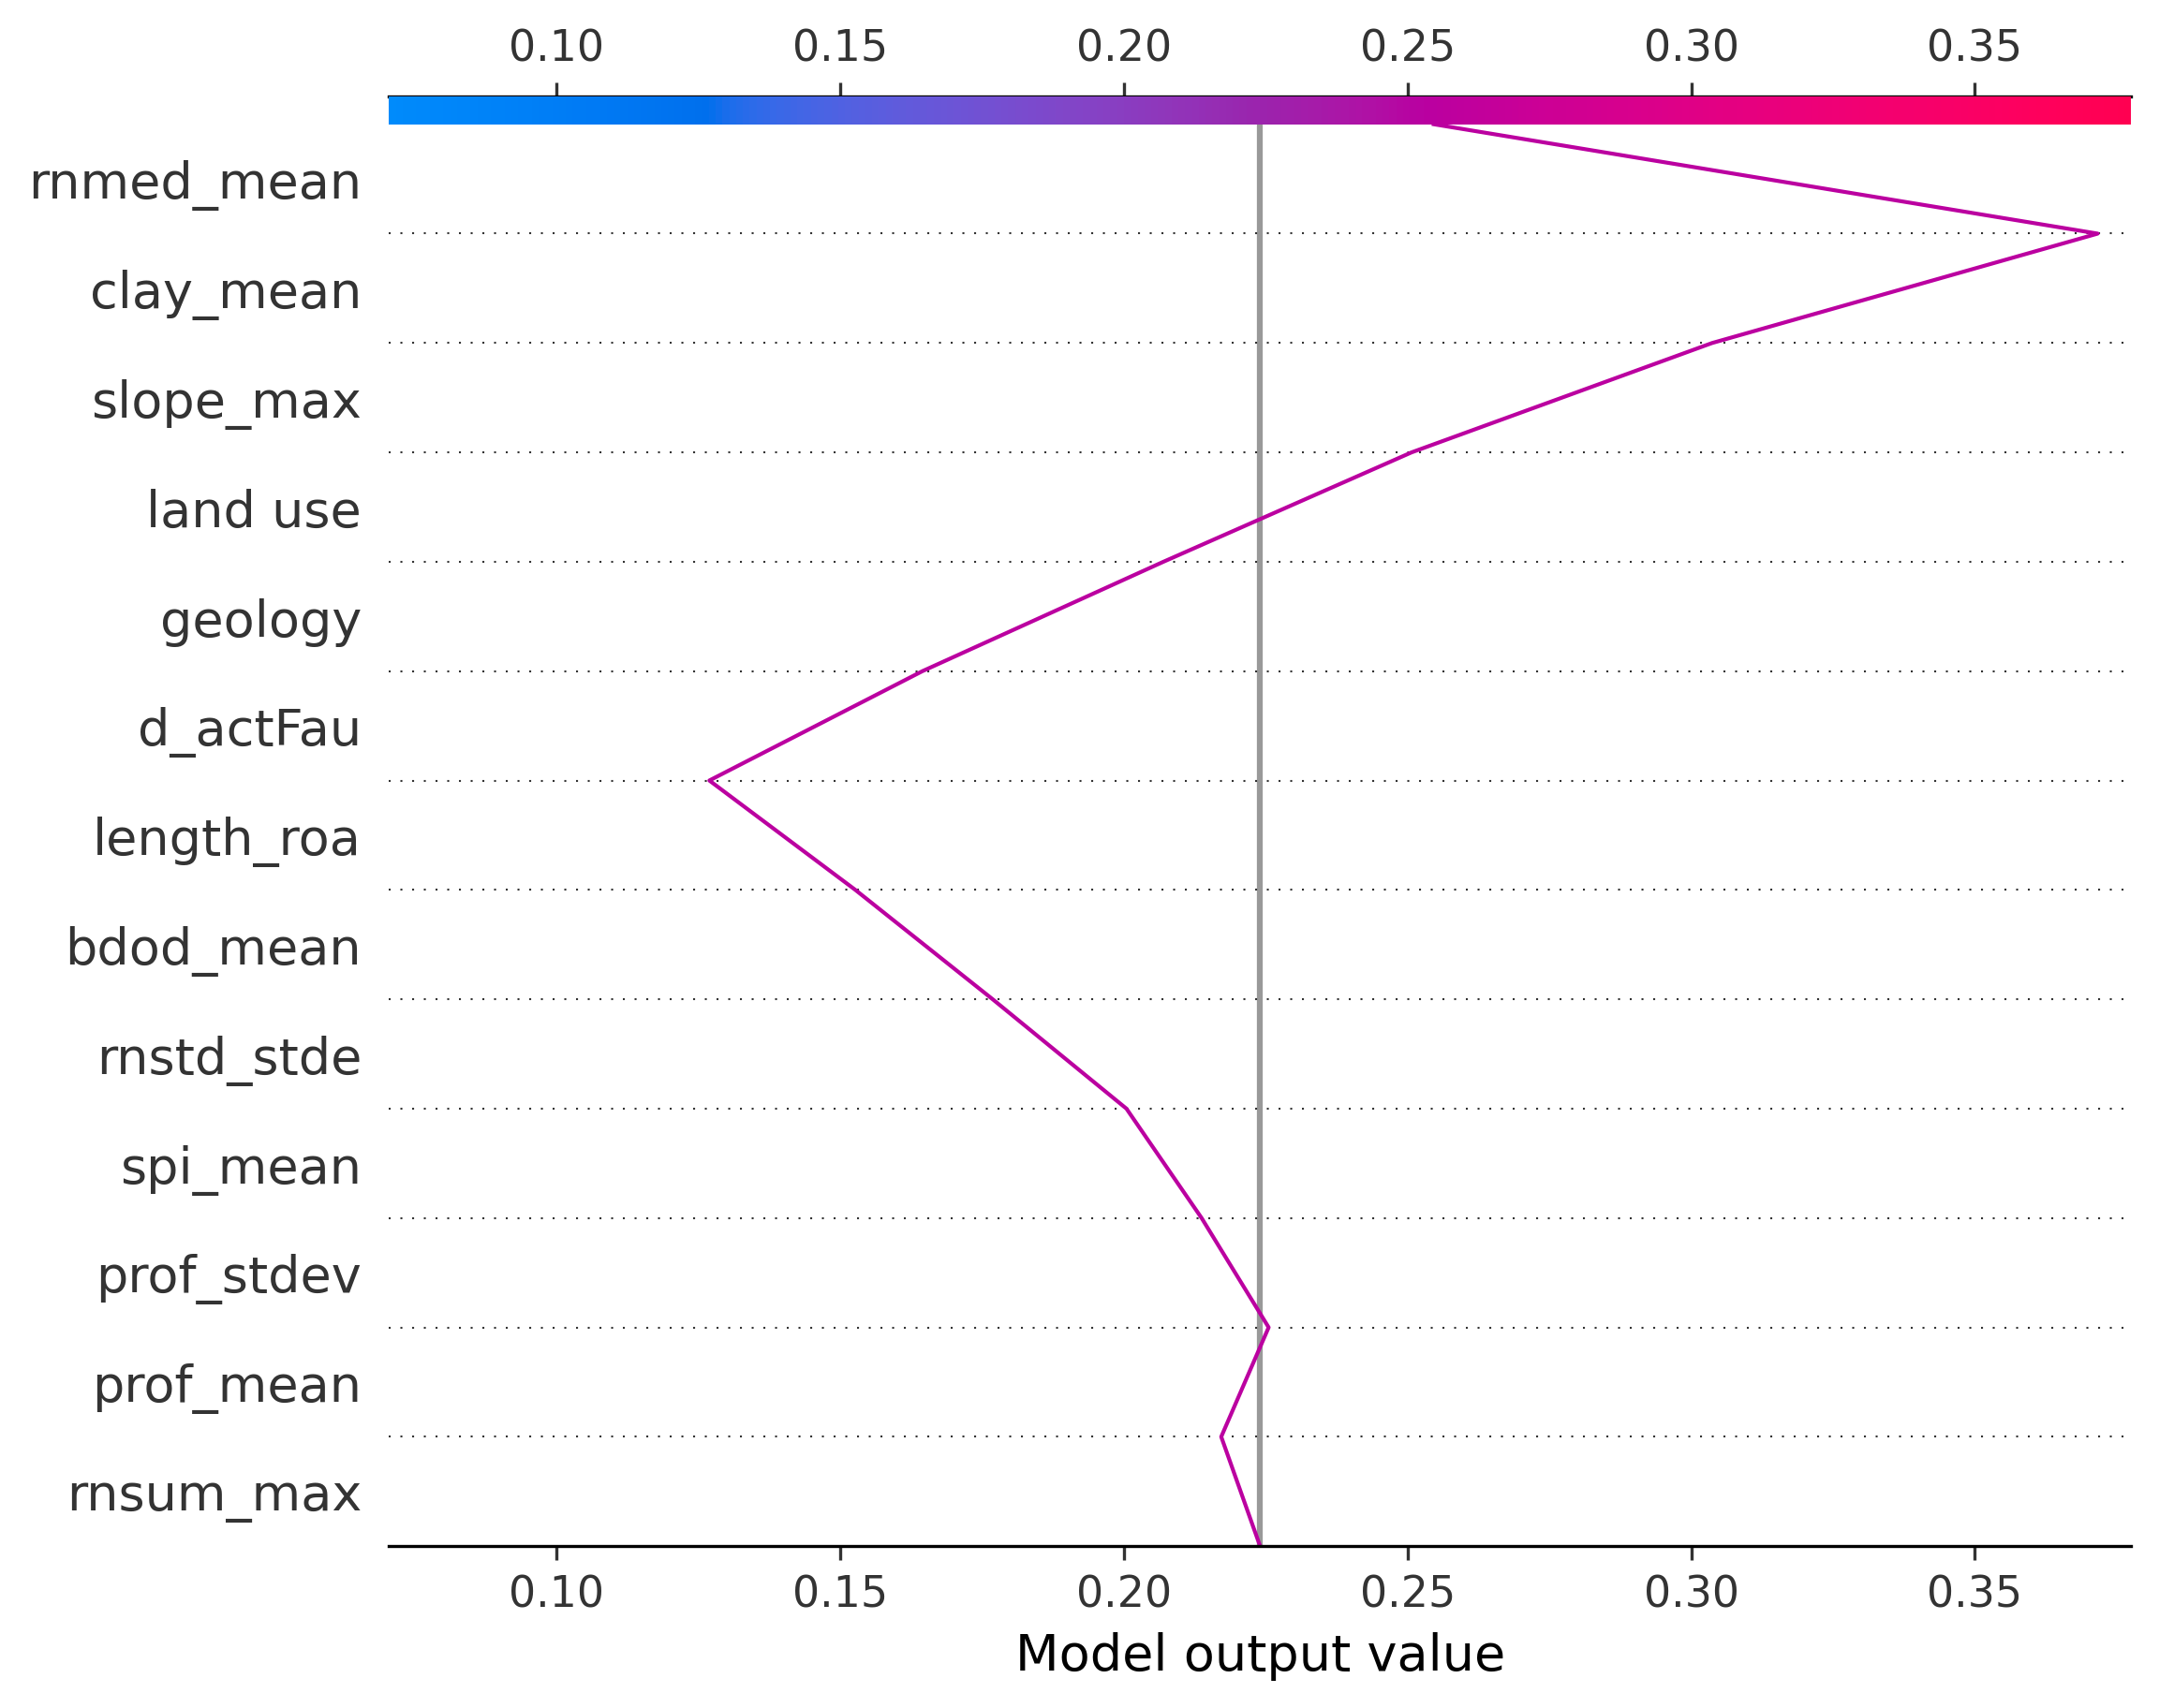 0.10 0.15 0.20 0.25 0.30 0.35
rnmed_mean
clay_mean
slope_max
land use
geology
d_actFau
length_roa
bdod_mean
rnstd_stde
spi_mean
prof_stdev
prof_mean
rnsum_max
0.10 0.15 0.20 0.25 0.30 0.35
Model output value